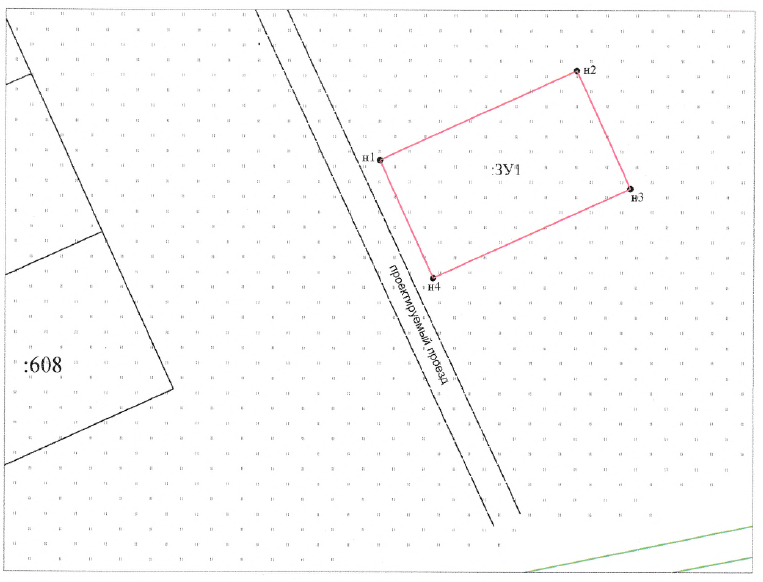 н2
н1
:ЗУ1
н3
н4
проектируемый проезд
:608